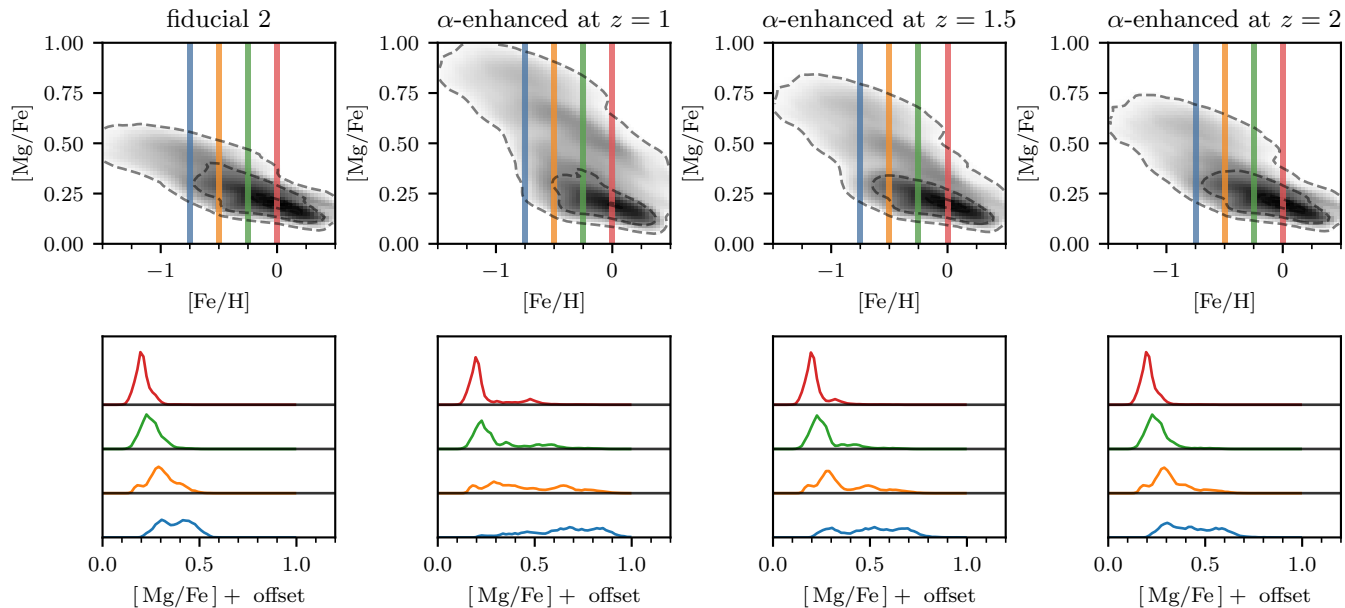 fiducial 2
α-enhanced at z = 1
α-enhanced at z = 1.5
α-enhanced at z = 2
[Mg/Fe]
1.00
0.75
0.50
0.25
0.00
−1
0
[Fe/H]
[Mg/Fe]
1.00
0.75
0.50
0.25
0.00
−1
0
[Fe/H]
[Mg/Fe]
1.00
0.75
0.50
0.25
0.00
−1
0
[Fe/H]
[Mg/Fe]
1.00
0.75
0.50
0.25
0.00
−1
0
[Fe/H]
0.0 0.5 1.0
[Mg/Fe] + offset
0.0 0.5 1.0
[Mg/Fe] + offset
0.0 0.5 1.0
[Mg/Fe] + offset
0.0 0.5 1.0
[Mg/Fe] + offset